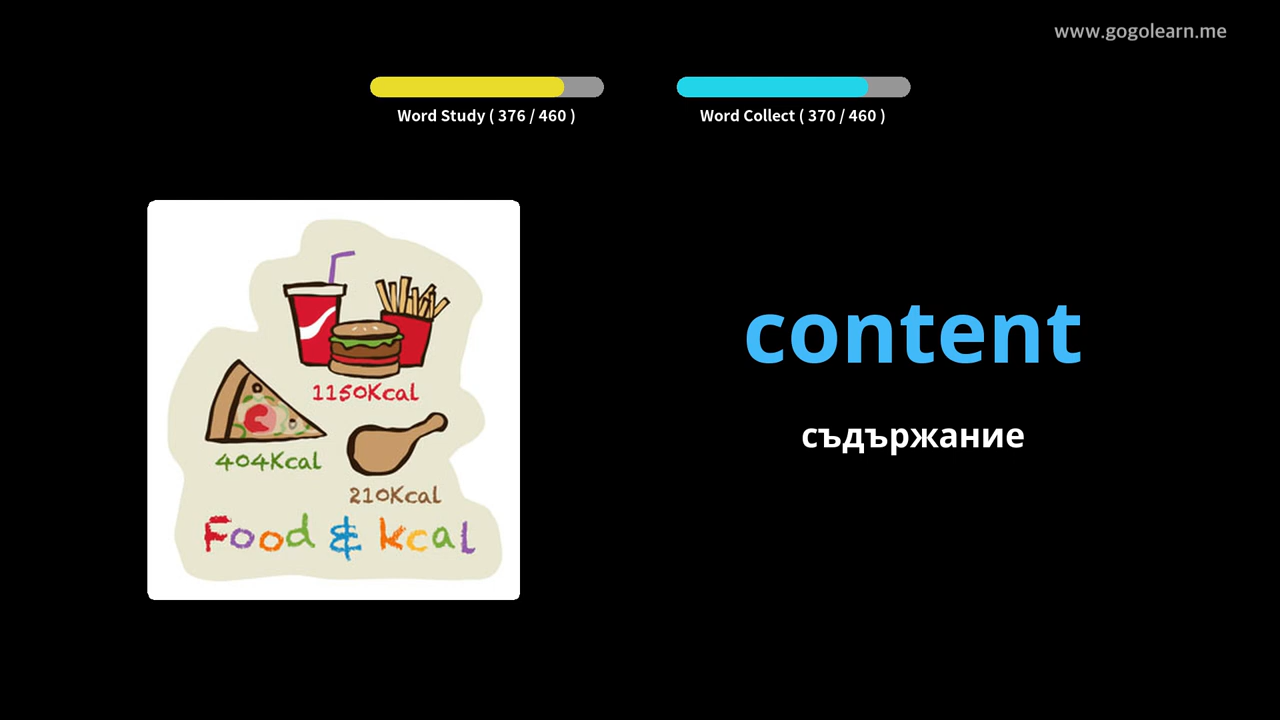 www.gogolearn.me
Word Study ( 376 / 460 )
Word Collect ( 370 / 460 )
1150Kcal
404Kcal
210Kcal
Food & kcal
content
съдържание